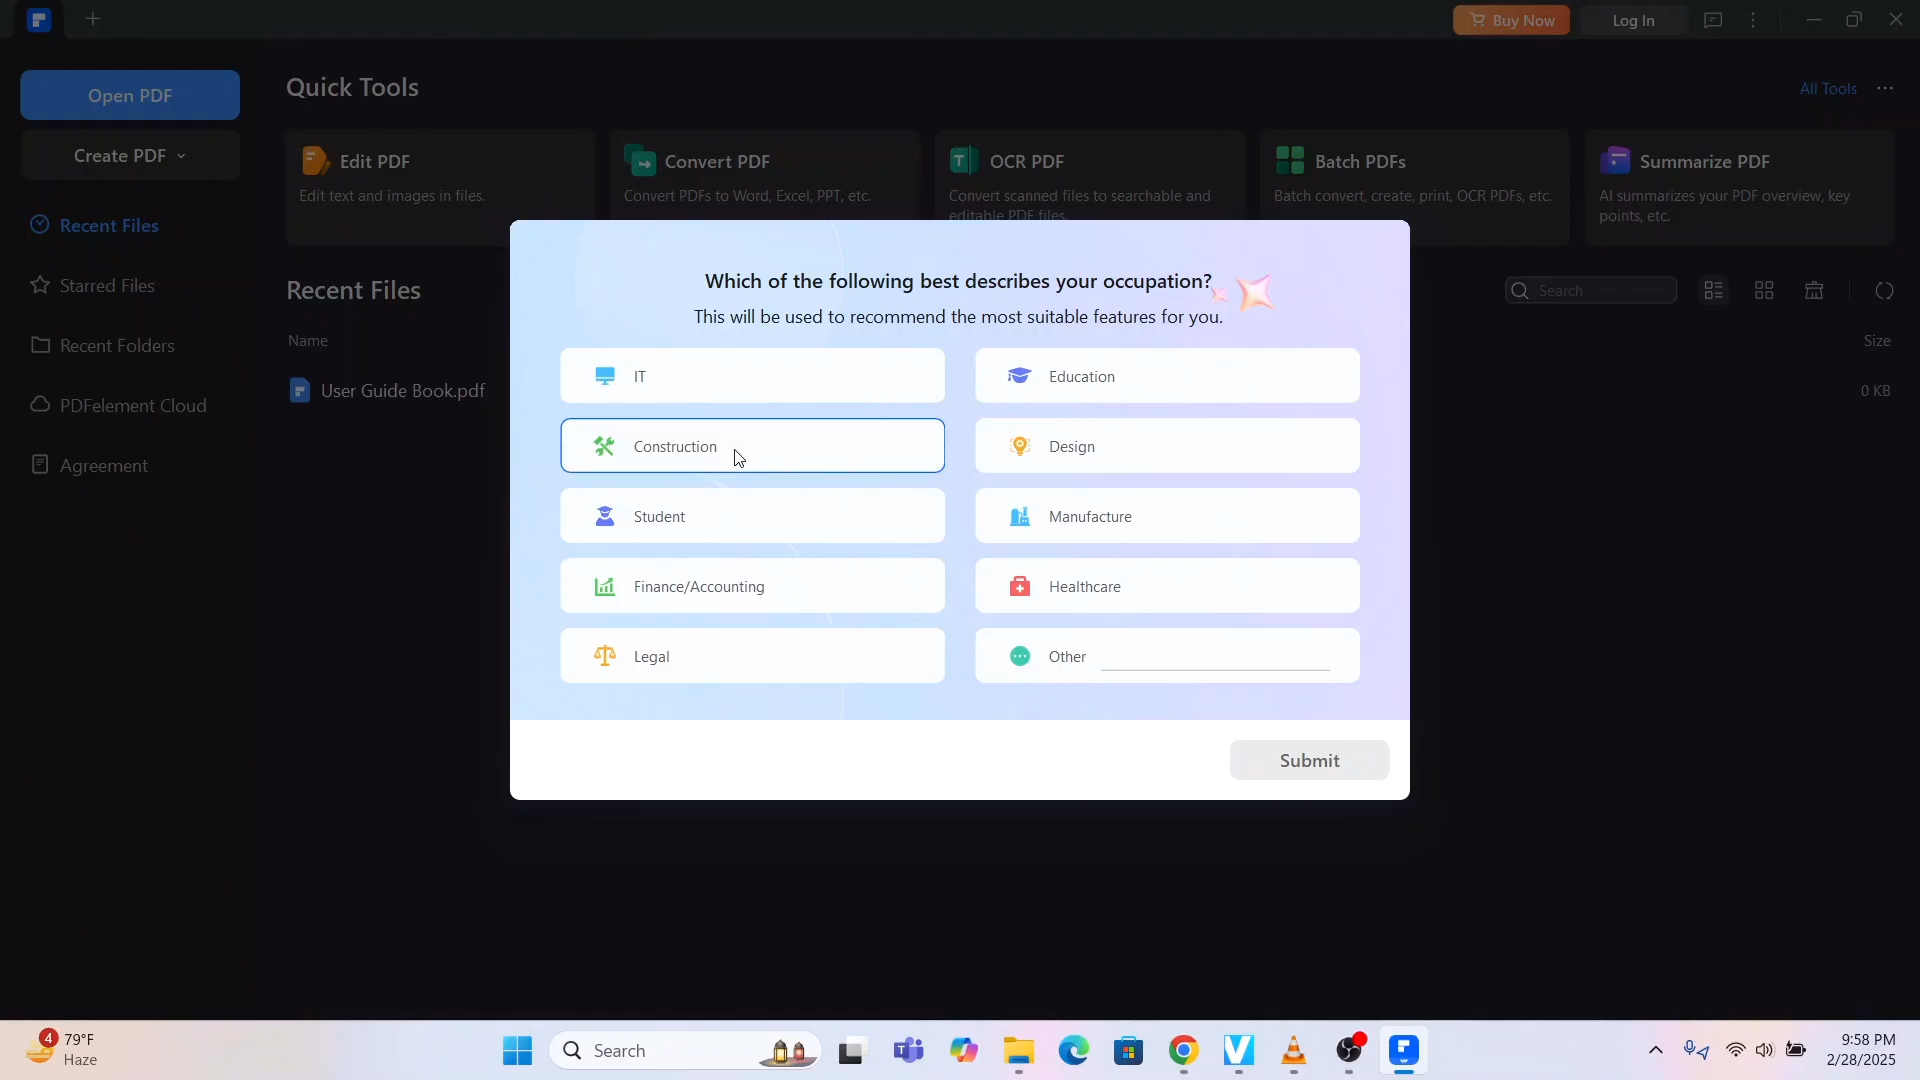 Buy Now
Log In
Open PDF
Create PDF
Recent Files
Starred Files
Recent Folders
PDFelement Cloud
Agreement
Quick Tools
All Tools
Edit PDF
Edit text and images in files.
Convert PDF
Convert PDFs to Word, Excel, PPT, etc.
OCR PDF
Convert scanned files to searchable and
editable PDF files.
Batch PDFs
Batch convert, create, print, OCR PDFs, etc.
Summarize PDF
AI summarizes your PDF overview, key
points, etc.
Recent Files
Search
Name
Size
User Guide Book.pdf
0 KB
Which of the following best describes your occupation?
This will be used to recommend the most suitable features for you.
IT
Education
Construction
Design
Student
Manufacture
Finance/Accounting
Healthcare
Legal
Other
Submit
4
79°F
Haze
Search
9:58 PM
2/28/2025